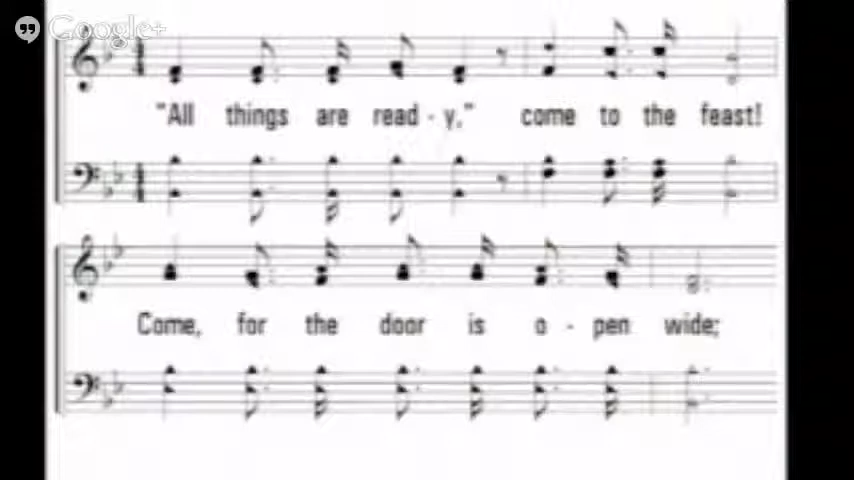 Google+
"All things are read-y," come to the feast!
Come, for the door is o-pen wide;